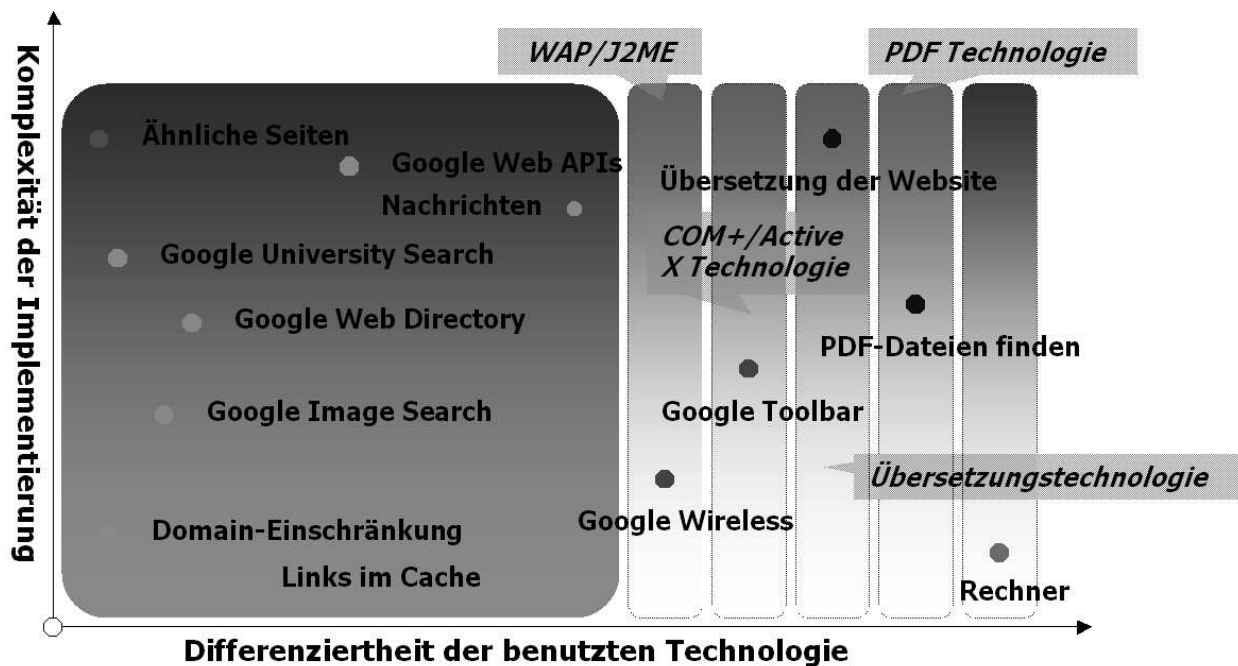 Komplexität der Implementierung
WAP/J2ME
PDF Technologie
Ähnliche Seiten
Google Web APIs
Übersetzung der Website
Nachrichten
COM+/Active
X Technologie
Google University Search
Google Web Directory
PDF-Dateien finden
Google Image Search
Google Toolbar
Übersetzungstechnologie
Google Wireless
Domain-Einschränkung
Links im Cache
Rechner
Differenziertheit der benutzten Technologie